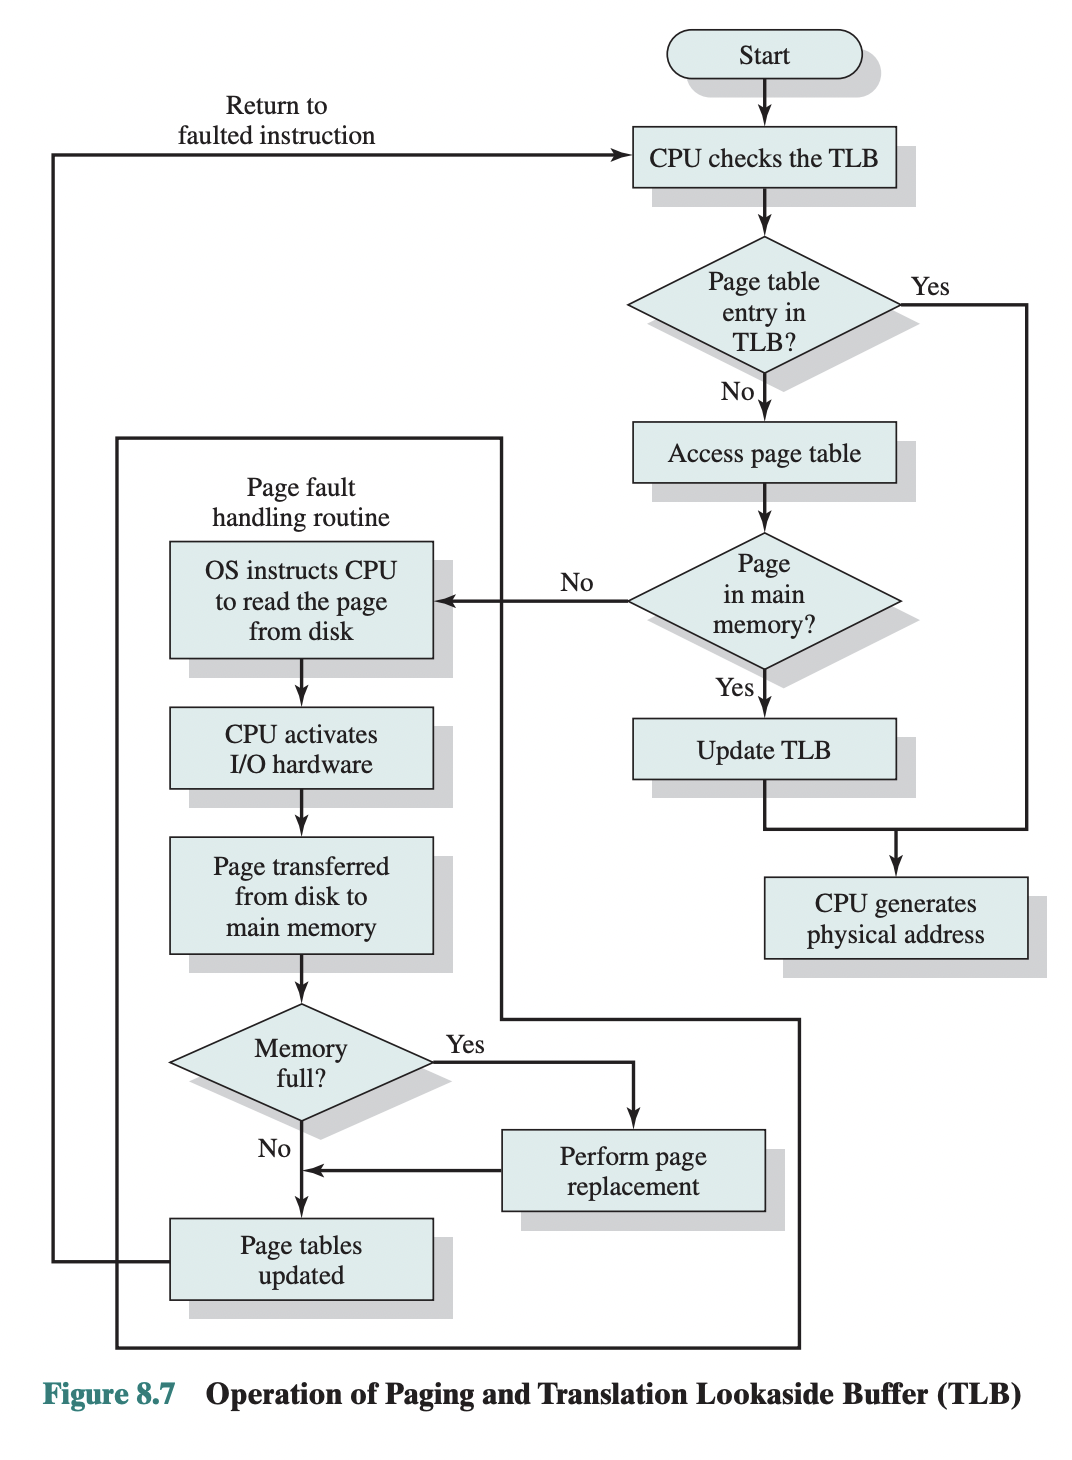 Start
Return to
faulted instruction
CPU checks the TLB
Page table
entry in
TLB?
Yes
No
Access page table
Page fault
handling routine
OS instructs CPU
to read the page
from disk
No
Page
in main
memory?
Yes
CPU activates
I/O hardware
Update TLB
Page transferred
from disk to
main memory
CPU generates
physical address
Memory
full?
Yes
No
Perform page
replacement
Page tables
updated
Figure 8.7 Operation of Paging and Translation Lookaside Buffer (TLB)